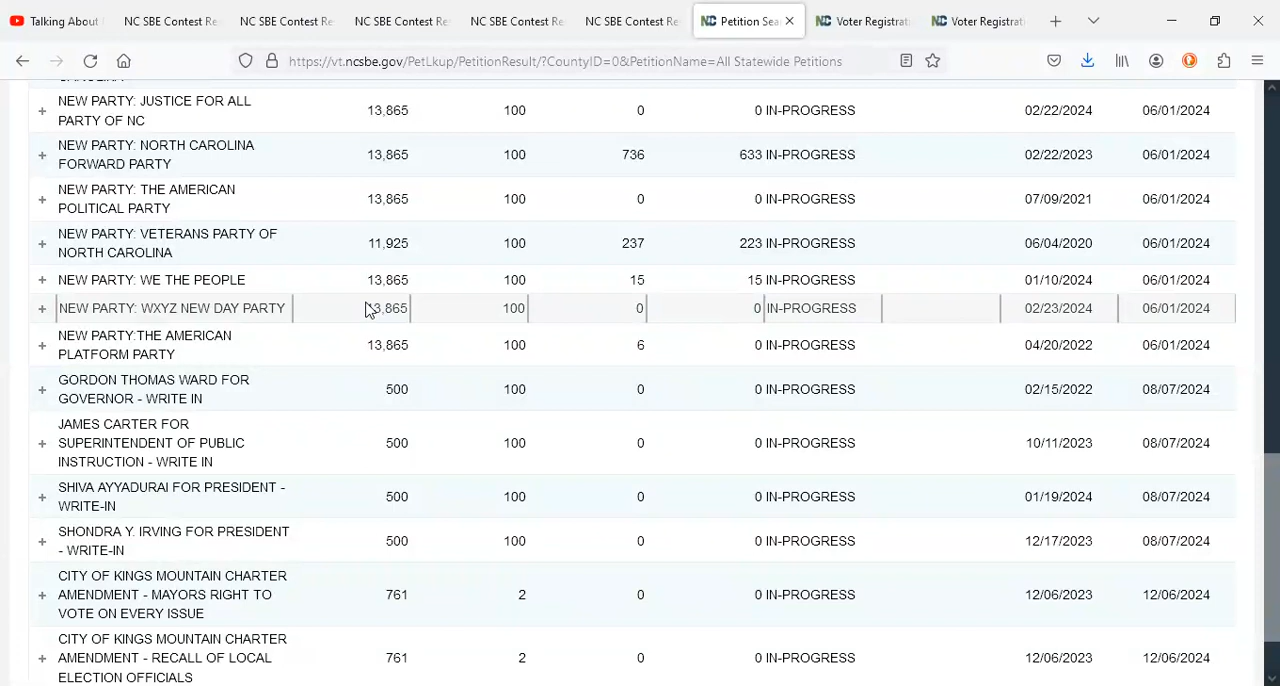 Talking About
NC SBE Contest Re
NC SBE Contest Re
NC SBE Contest Re
NC SBE Contest Re
NC SBE Contest Re
NC Petition Sea
NC Voter Registrati
NC Voter Registrati
https://vt.ncsbe.gov/PetLkup/PetitionResult/?CountyID=0&PetitionName=All Statewide Petitions
NEW PARTY: JUSTICE FOR ALL
PARTY OF NC
13,865 100 0 0 IN-PROGRESS 02/22/2024 06/01/2024
NEW PARTY: NORTH CAROLINA
FORWARD PARTY
13,865 100 736 633 IN-PROGRESS 02/22/2023 06/01/2024
NEW PARTY: THE AMERICAN
POLITICAL PARTY
13,865 100 0 0 IN-PROGRESS 07/09/2021 06/01/2024
NEW PARTY: VETERANS PARTY OF
NORTH CAROLINA
11,925 100 237 223 IN-PROGRESS 06/04/2020 06/01/2024
NEW PARTY: WE THE PEOPLE 13,865 100 15 15 IN-PROGRESS 01/10/2024 06/01/2024
NEW PARTY: WXYZ NEW DAY PARTY 13,865 100 0 0 IN-PROGRESS 02/23/2024 06/01/2024
NEW PARTY:THE AMERICAN
PLATFORM PARTY
13,865 100 6 0 IN-PROGRESS 04/20/2022 06/01/2024
GORDON THOMAS WARD FOR
GOVERNOR - WRITE IN
500 100 0 0 IN-PROGRESS 02/15/2022 08/07/2024
JAMES CARTER FOR
SUPERINTENDENT OF PUBLIC
INSTRUCTION - WRITE IN
500 100 0 0 IN-PROGRESS 10/11/2023 08/07/2024
SHIVA AYYADURAI FOR PRESIDENT -
WRITE-IN
500 100 0 0 IN-PROGRESS 01/19/2024 08/07/2024
SHONDRA Y. IRVING FOR PRESIDENT
- WRITE-IN
500 100 0 0 IN-PROGRESS 12/17/2023 08/07/2024
CITY OF KINGS MOUNTAIN CHARTER
AMENDMENT - MAYORS RIGHT TO
VOTE ON EVERY ISSUE
761 2 0 0 IN-PROGRESS 12/06/2023 12/06/2024
CITY OF KINGS MOUNTAIN CHARTER
AMENDMENT - RECALL OF LOCAL
ELECTION OFFICIALS
761 2 0 0 IN-PROGRESS 12/06/2023 12/06/2024